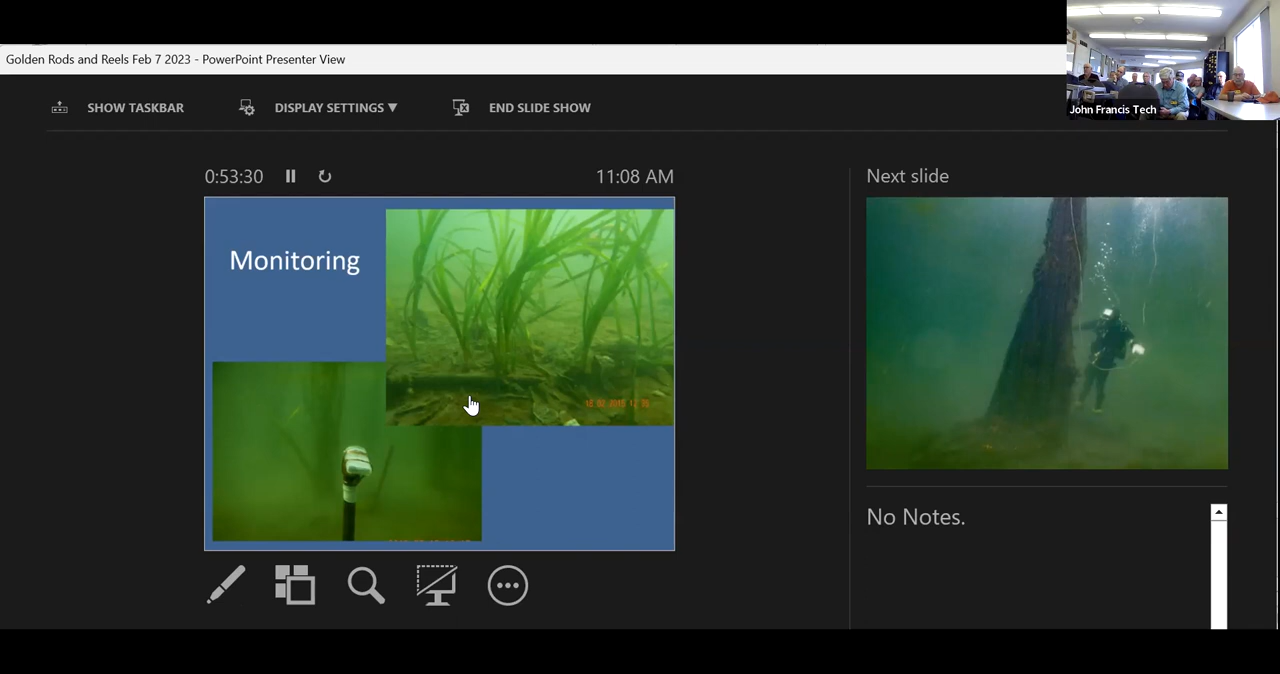 Golden Rods and Reels Feb 7 2023 - PowerPoint Presenter View
John Francis Tech
SHOW TASKBAR
DISPLAY SETTINGS ▼
END SLIDE SHOW
0:53:30
11:08 AM
Next slide
Monitoring
No Notes.